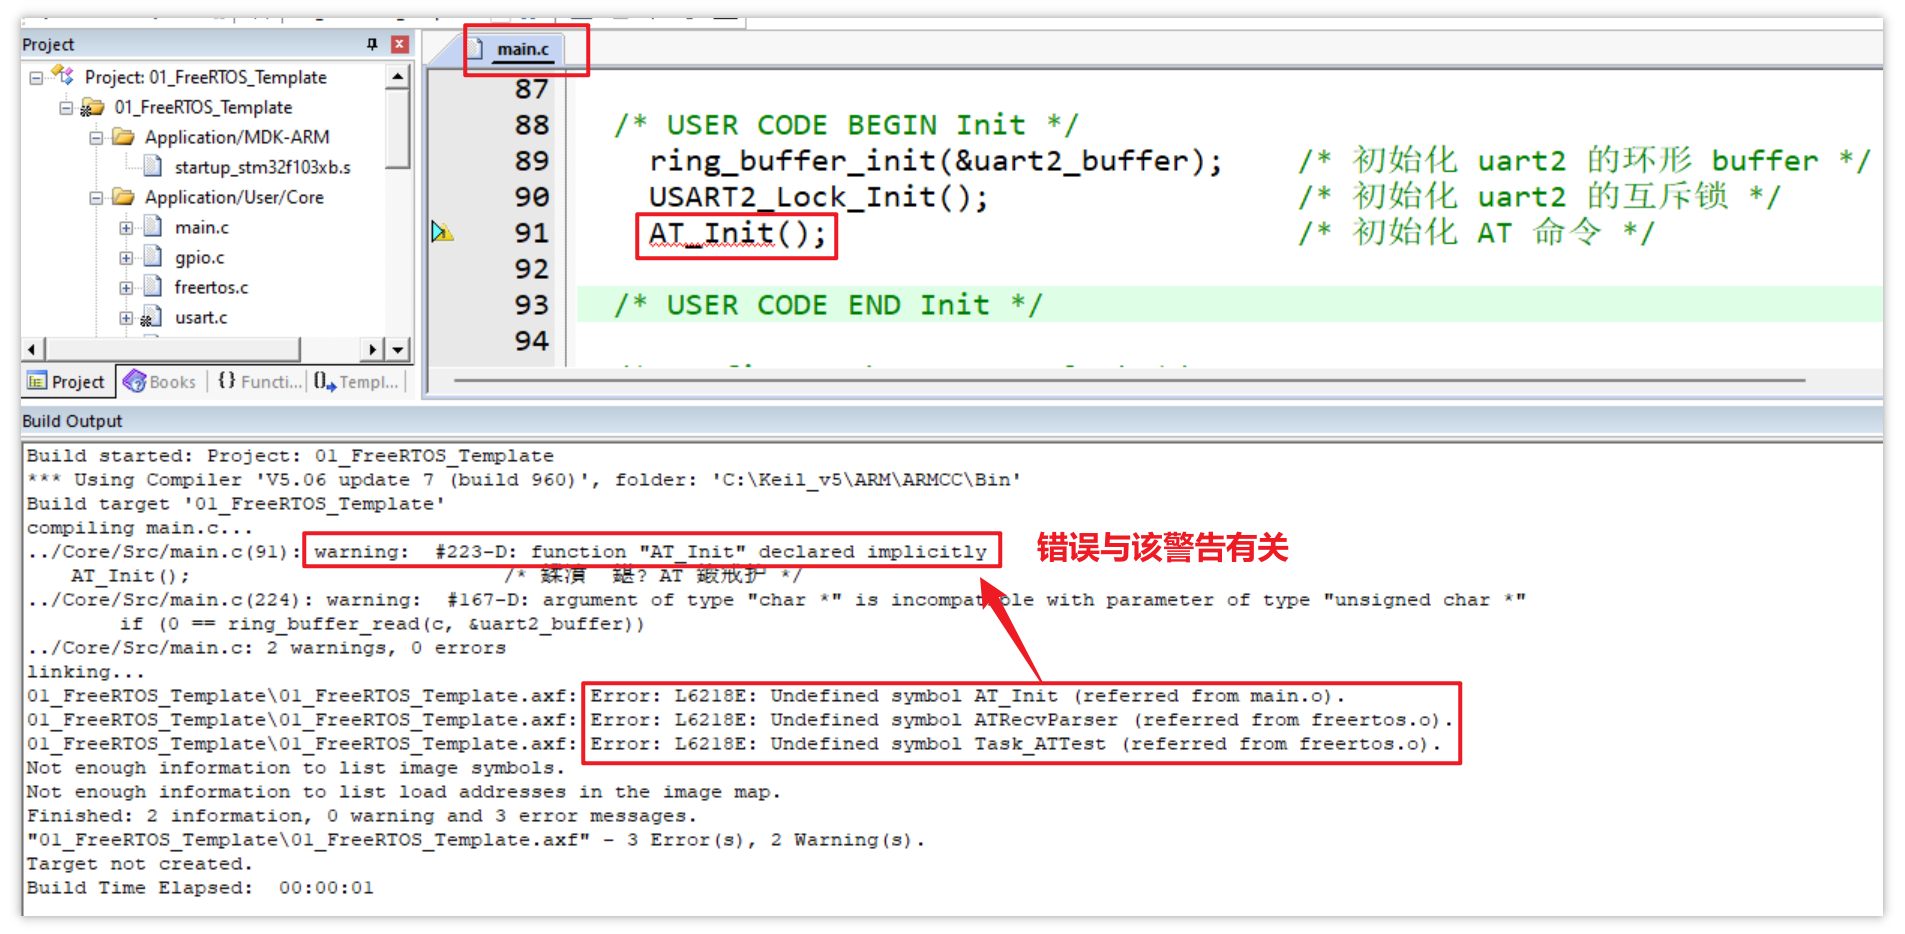 Project
main.c
Project: 01_FreeRTOS_Template
01_FreeRTOS_Template
Application/MDK-ARM
startup_stm32f103xb.s
Application/User/Core
main.c
gpio.c
freertos.c
usart.c
Project Books {} Functi... Templ...
87
88 /* USER CODE BEGIN Init */
89 ring_buffer_init(&uart2_buffer); /* 初始化 uart2 的环形 buffer */
90 USART2_Lock_Init(); /* 初始化 uart2 的互斥锁 */
91 AT_Init(); /* 初始化 AT 命令 */
92
93 /* USER CODE END Init */
94
Build Output
Build started: Project: 01_FreeRTOS_Template
*** Using Compiler 'V5.06 update 7 (build 960)', folder: 'C:\Keil_v5\ARM\ARMCC\Bin'
Build target '01_FreeRTOS_Template'
compiling main.c...
../Core/Src/main.c(91): warning:  #223-D: function "AT_Init" declared implicitly
错误与该警告有关
AT_Init(); /* ? AT */
../Core/Src/main.c(224): warning:  #167-D: argument of type "char *" is incompatible with parameter of type "unsigned char *"
if (0 == ring_buffer_read(c, &uart2_buffer))
../Core/Src/main.c: 2 warnings, 0 errors
linking...
01_FreeRTOS_Template\01_FreeRTOS_Template.axf: Error: L6218E: Undefined symbol AT_Init (referred from main.o).
01_FreeRTOS_Template\01_FreeRTOS_Template.axf: Error: L6218E: Undefined symbol ATRecvParser (referred from freertos.o).
01_FreeRTOS_Template\01_FreeRTOS_Template.axf: Error: L6218E: Undefined symbol Task_ATTest (referred from freertos.o).
Not enough information to list image symbols.
Not enough information to list load addresses in the image map.
Finished: 2 information, 0 warning and 3 error messages.
"01_FreeRTOS_Template\01_FreeRTOS_Template.axf" - 3 Error(s), 2 Warning(s).
Target not created.
Build Time Elapsed:  00:00:01